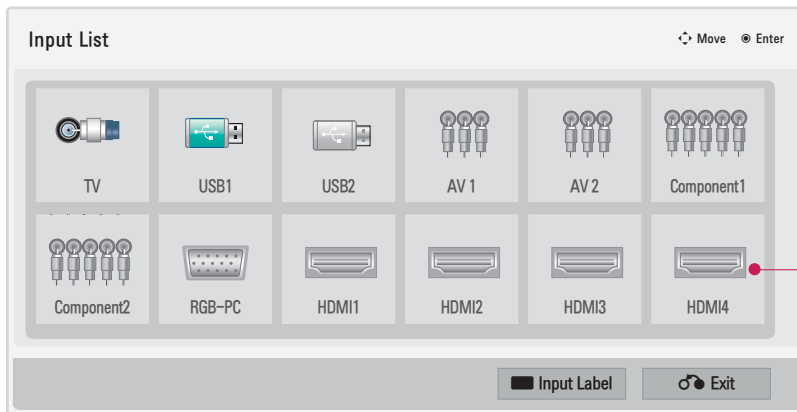 Input List
Move Enter
TV USB1 USB2 AV 1 AV 2 Component1
Component2 RGB-PC HDMI1 HDMI2 HDMI3 HDMI4
Input Label Exit